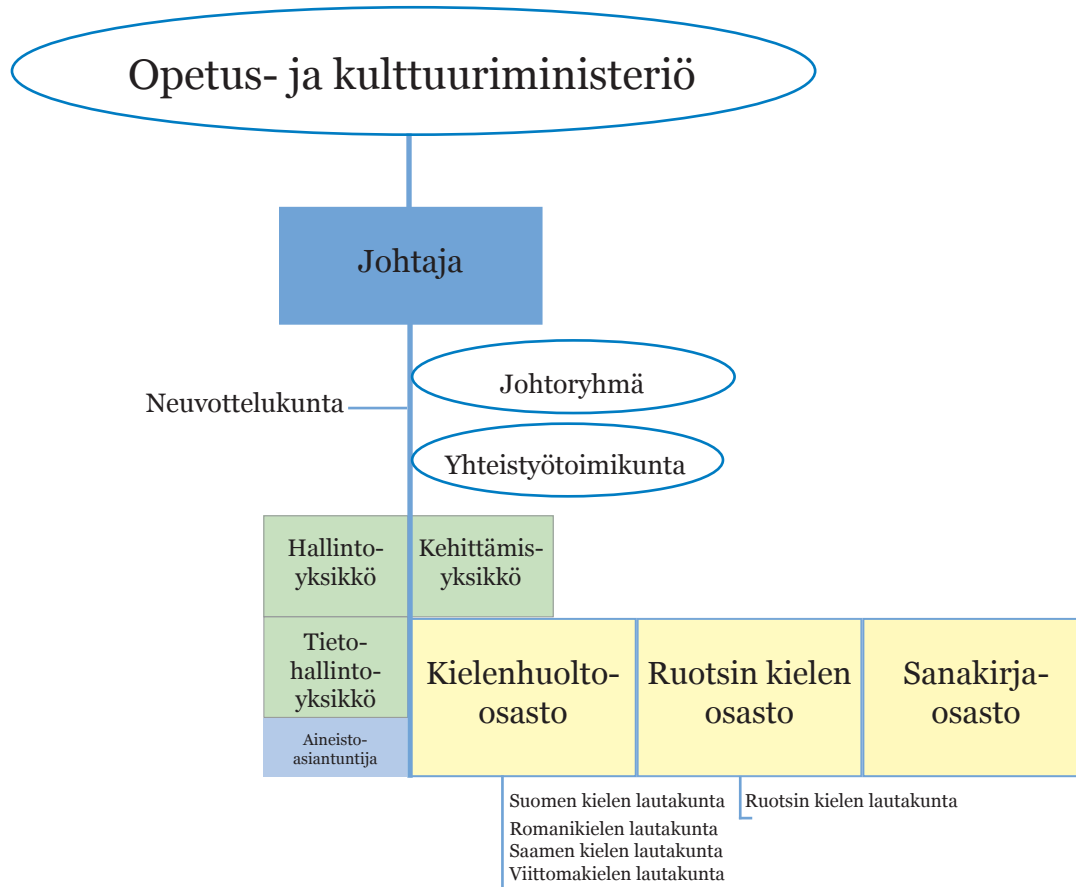 Opetus- ja kulttuuriministeriö
Johtaja
Johtoryhmä
Neuvottelukunta
Yhteistyötoimikunta
Hallinto-
yksikkö
Kehittämis-
yksikkö
Tieto-
hallinto-
yksikkö
Aineisto-
asiantuntija
Kielenhuolto-
osasto
Ruotsin kielen
osasto
Sanakirja-
osasto
Suomen kielen lautakunta
Romanikielen lautakunta
Saamen kielen lautakunta
Viittomakielen lautakunta
Ruotsin kielen lautakunta